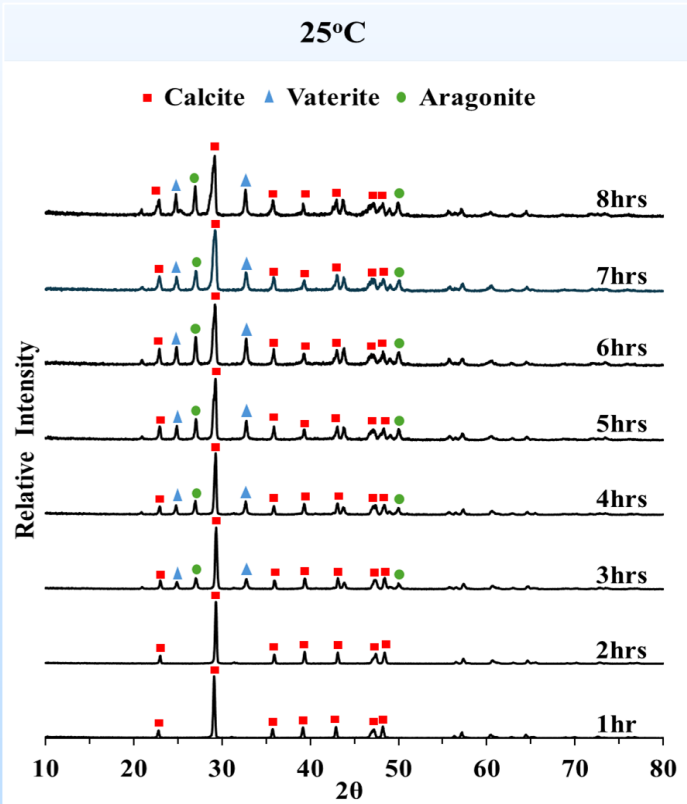 25°C
Calcite Vaterite Aragonite
8hrs
7hrs
6hrs
5hrs
4hrs
3hrs
2hrs
1hr
Relative Intensity
10 20 30 40 50 60 70 80
2θ